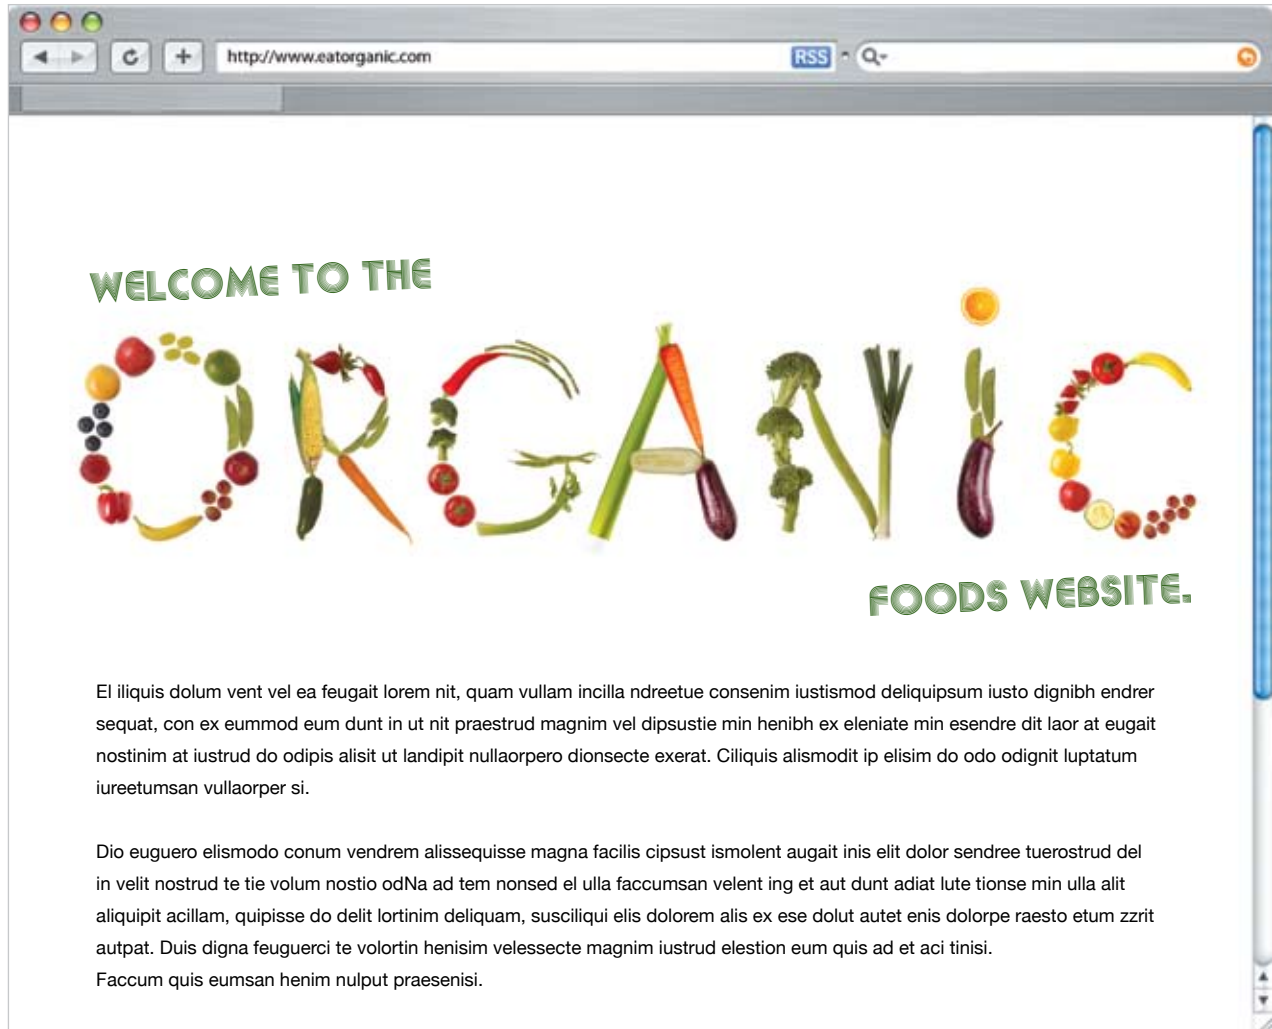 http://www.eatorganic.com
RSS
WELCOME TO THE
ORGANiC
FOODS WEBSITE.
El iliquis dolum vent vel ea feugait lorem nit, quam vullam incilla ndreetue consenim iustismod deliquipsum iusto dignibh endrer
sequat, con ex eummod eum dunt in ut nit praestrud magnim vel dipsustie min henibh ex eleniate min esendre dit laor at eugait
nostinim at iustrud do odipis alisit ut landipit nullaorpero dionsecte exerat. Ciliquis alismodit ip elisim do odo odignit luptatum
iureetumsan vullaorper si.
Dio euguero elismodo conum vendrem alissequisse magna facilis cipsust ismolent augait inis elit dolor sendree tuerostrud del
in velit nostrud te tie volum nostio odNa ad tem nonsed el ulla faccumsan velent ing et aut dunt adiat lute tionse min ulla alit
aliquipit acillam, quipisse do delit lortinim deliquam, susciliqui elis dolorem alis ex ese dolut autet enis dolorpe raesto etum zzrit
autpat. Duis digna feuguerci te volortin henisim velessecte magnim iustrud elestion eum quis ad et aci tinisi.
Faccum quis eumsan henim nulput praesenisi.